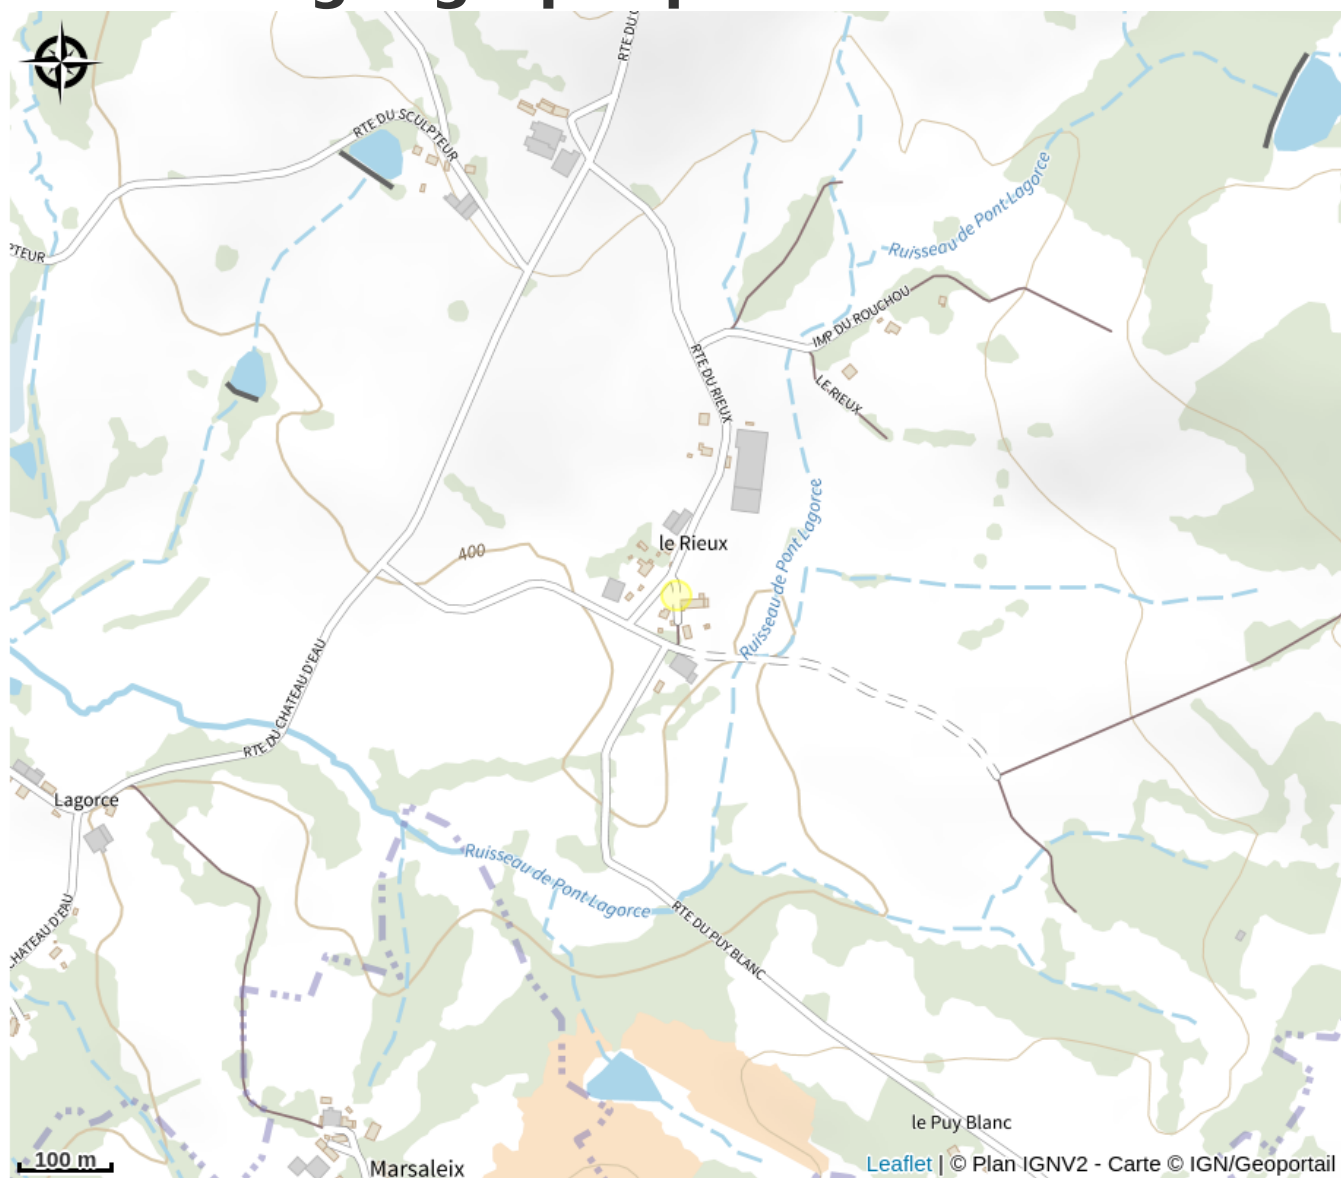 RTE DU
RTE DU SCULPTEUR
PTEUR
Ruisseau de Pont Lagorce
IMP DU ROUCHOU
RTE DU RIEUX
LE RIEUX
Ruisseau de Pont Lagorce
le Rieux
400
RTE DU CHATEAU D'EAU
Lagorce
Ruisseau de Pont Lagorce
RTE DU PUY BLANC
CHATEAU D'EAU
le Puy Blanc
Marsaleix
100 m
Leaflet | © Plan IGNV2 - Carte © IGN/Geoportail